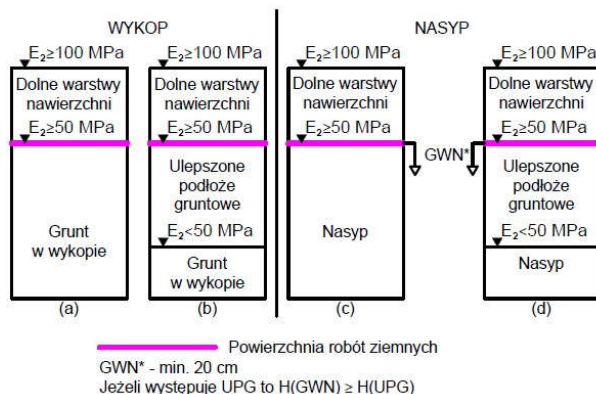 WYKOP
NASYP
E₂≥100 MPa
E₂≥100 MPa
E₂≥100 MPa
E₂≥100 MPa
Dolne warstwy
nawierzchni
Dolne warstwy
nawierzchni
Dolne warstwy
nawierzchni
Dolne warstwy
nawierzchni
E₂≥50 MPa
E₂≥50 MPa
E₂≥50 MPa
E₂≥50 MPa
GWN*
Grunt
w wykopie
Ulepszone
podłoże
gruntowe
Nasyp
Ulepszone
podłoże
gruntowe
E₂<50 MPa
E₂<50 MPa
Grunt
w wykopie
Nasyp
(a)
(b)
(c)
(d)
Powierzchnia robót ziemnych
GWN* - min. 20 cm
Jeżeli występuje UPG to H(GWN) ≥ H(UPG)